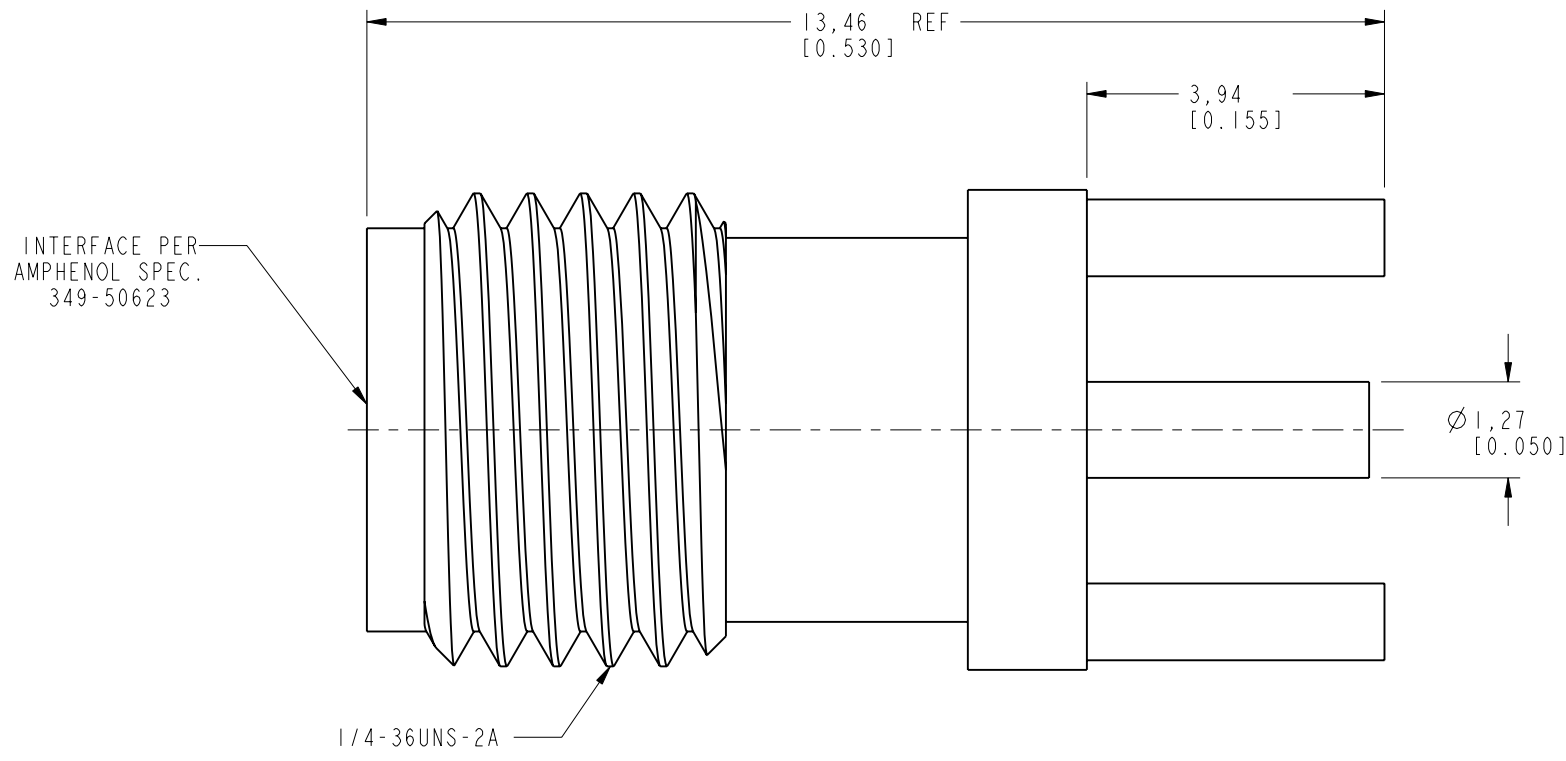 13,46 REF
[0.530]
3,94
[0.155]
INTERFACE PER
AMPHENOL SPEC.
349-50623
Ø1,27
[0.050]
1/4-36UNS-2A